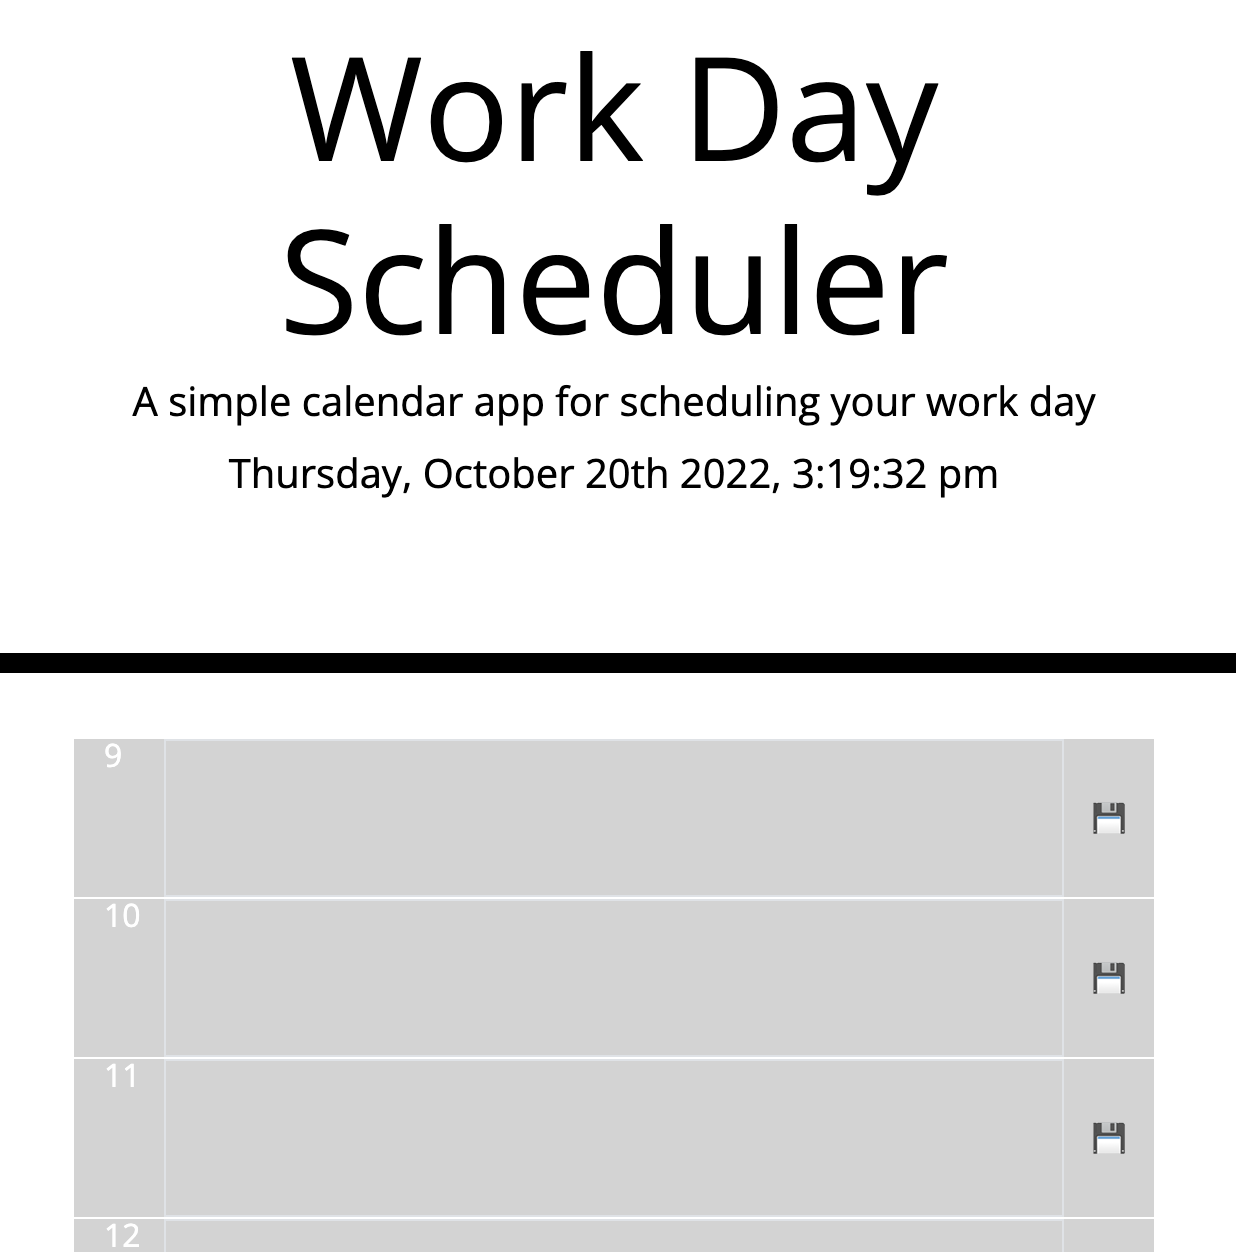 Work Day
Scheduler
A simple calendar app for scheduling your work day
Thursday, October 20th 2022, 3:19:32 pm
9
10
11
12